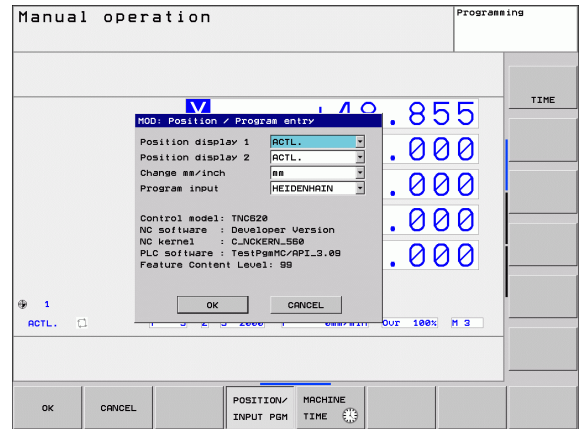 Manual operation
Programming
TIME
MOD: Position / Program entry
.855
Position display 1 ACTL.
Position display 2 ACTL.
.000
Change mm/inch mm
Program input HEIDENHAIN
.000
Control model: TNC620
NC software : Developer Version
NC kernel : C_NCKERN_560
.000
PLC software : TestPgmMC/API_3.09
Feature Content Level: 99
.000
OK CANCEL
1
ACTL.
Ovr 100% M 3
OK CANCEL POSITION/ INPUT PGM MACHINE TIME